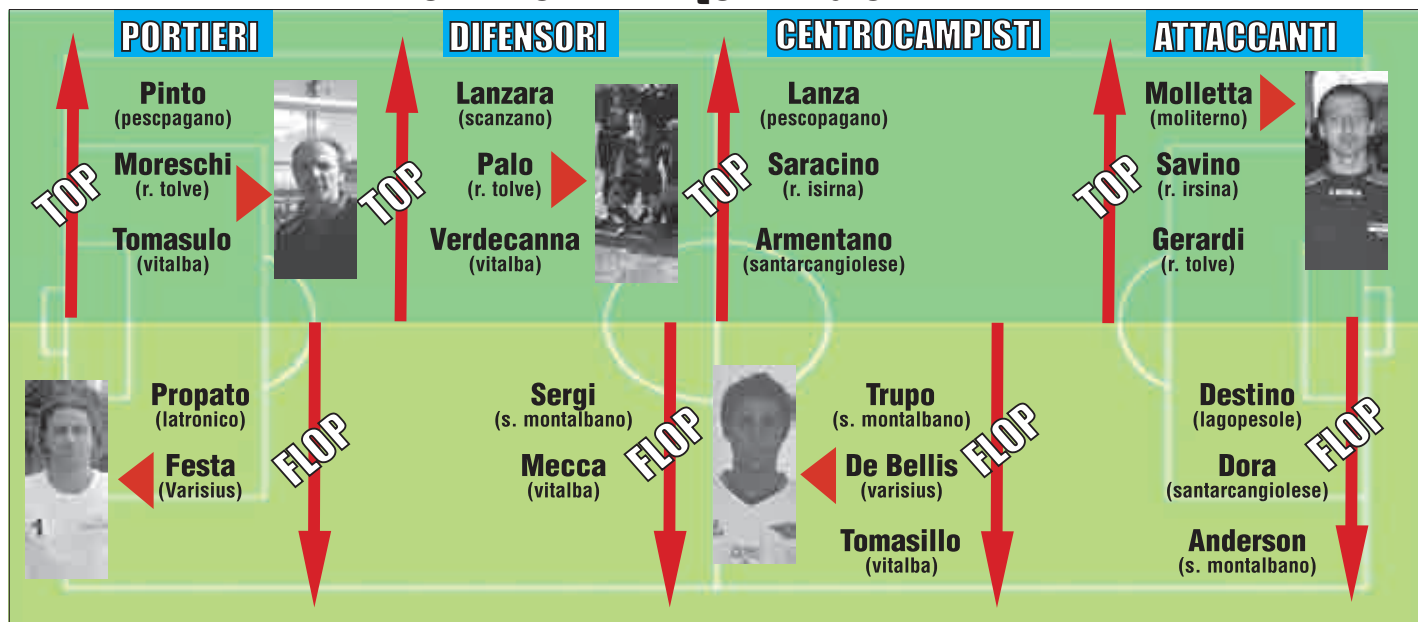 PORTIERI
TOP
Pinto
(pescpagano)
Moreschi
(r. tolve)
Tomasulo
(vitalba)
FLOP
Propato
(latronico)
Festa
(Varisius)
DIFENSORI
TOP
Lanzara
(scanzano)
Palo
(r. tolve)
Verdecanna
(vitalba)
FLOP
Sergi
(s. montalbano)
Mecca
(vitalba)
CENTROCAMPISTI
TOP
Lanza
(pescopagano)
Saracino
(r. isirna)
Armentano
(santarcangiolese)
FLOP
Trupo
(s. montalbano)
De Bellis
(varisius)
Tomasillo
(vitalba)
ATTACCANTI
TOP
Molletta
(moliterno)
Savino
(r. irsina)
Gerardi
(r. tolve)
FLOP
Destino
(lagopesole)
Dora
(santarcangiolese)
Anderson
(s. montalbano)